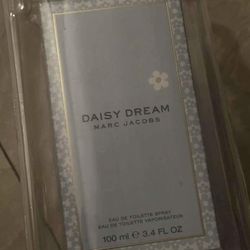 DAISY DREAM
MARC JACOBS
EAU DE TOILETTE SPRAY
EAU DE TOILETTE VAPORISATEUR
100 ml ℮ 3.4 FL OZ